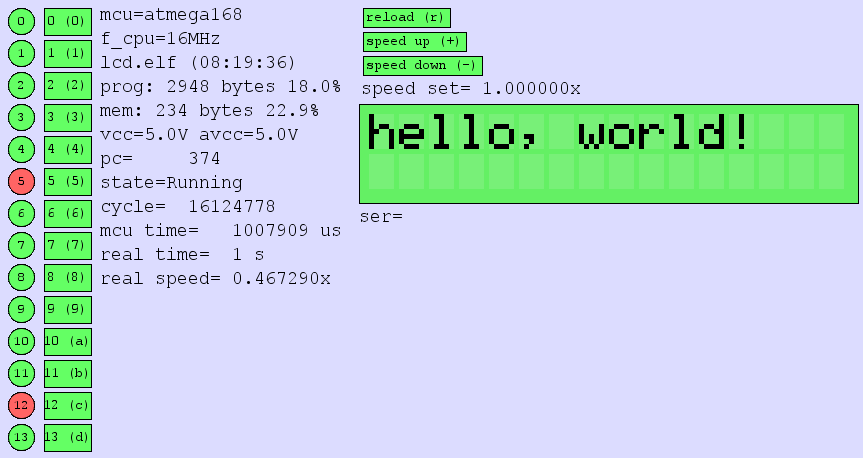 0 0 (0)
1 1 (1)
2 2 (2)
3 3 (3)
4 4 (4)
5 5 (5)
6 6 (6)
7 7 (7)
8 8 (8)
9 9 (9)
10 10 (a)
11 11 (b)
12 12 (c)
13 13 (d)
mcu=atmega168
f_cpu=16MHz
lcd.elf (08:19:36)
prog: 2948 bytes 18.0%
mem: 234 bytes 22.9%
vcc=5.0V avcc=5.0V
pc= 374
state=Running
cycle= 16124778
mcu time= 1007909 us
real time= 1 s
real speed= 0.467290x
reload (r)
speed up (+)
speed down (-)
speed set= 1.000000x
hello, world!
ser=